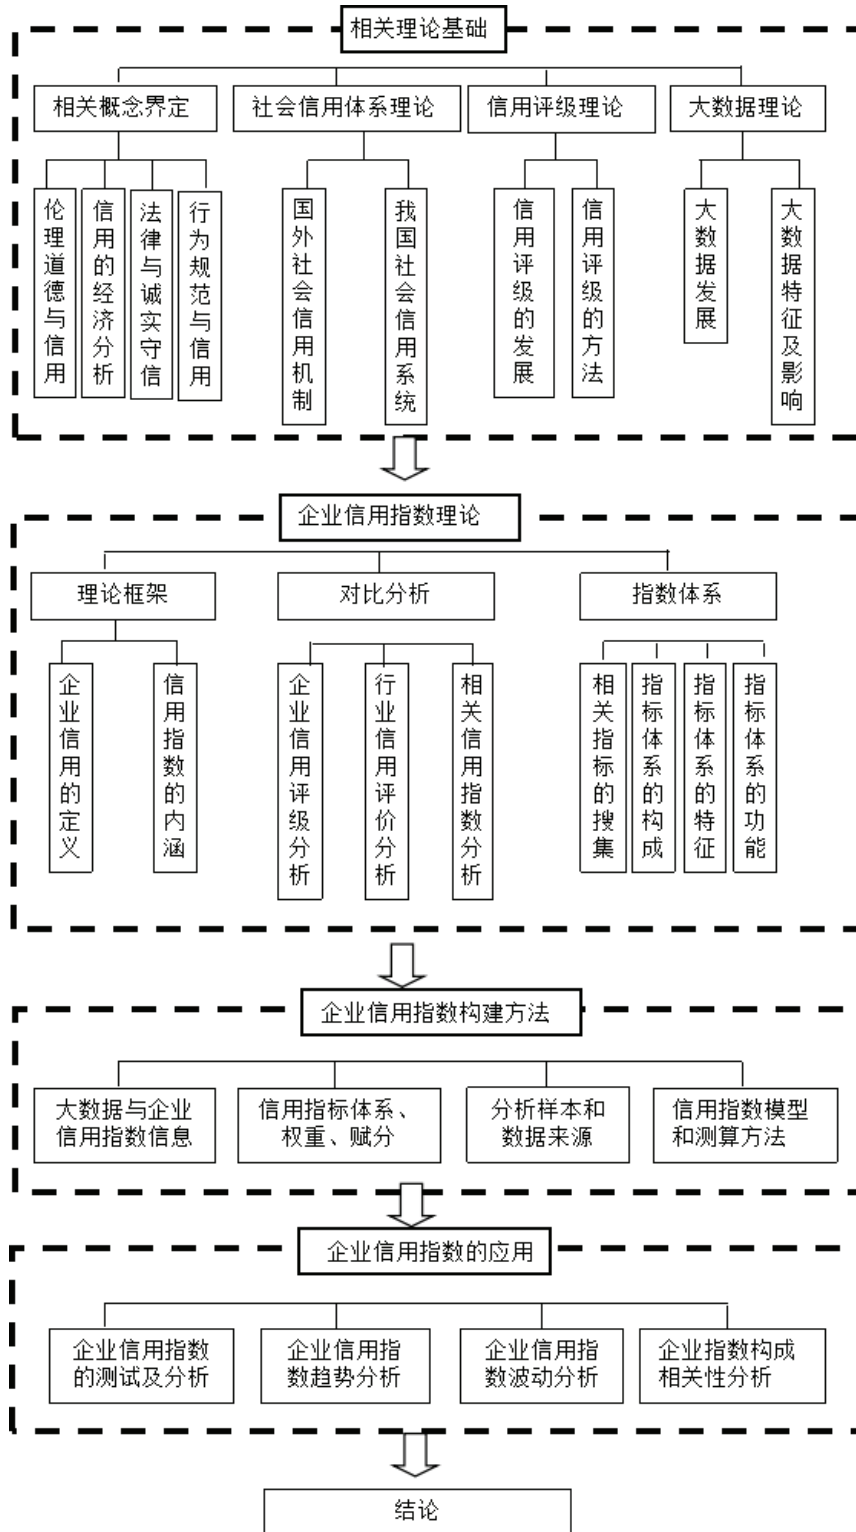 相关理论基础
相关概念界定
社会信用体系理论
信用评级理论
大数据理论
伦理道德与信用
信用的经济分析
法律与诚实守信
行为规范与信用
国外社会信用机制
我国社会信用系统
信用评级的发展
信用评级的方法
大数据发展
大数据特征及影响
企业信用指数理论
理论框架
对比分析
指数体系
企业信用的定义
信用指数的内涵
企业信用评级分析
行业信用评价分析
相关信用指数分析
相关指标的搜集
指标体系的构成
指标体系的特征
指标体系的功能
企业信用指数构建方法
大数据与企业
信用指数信息
信用指标体系、
权重、赋分
分析样本和
数据来源
信用指数模型
和测算方法
企业信用指数的应用
企业信用指数
的测试及分析
企业信用指
数趋势分析
企业信用指
数波动分析
企业指数构成
相关性分析
结论